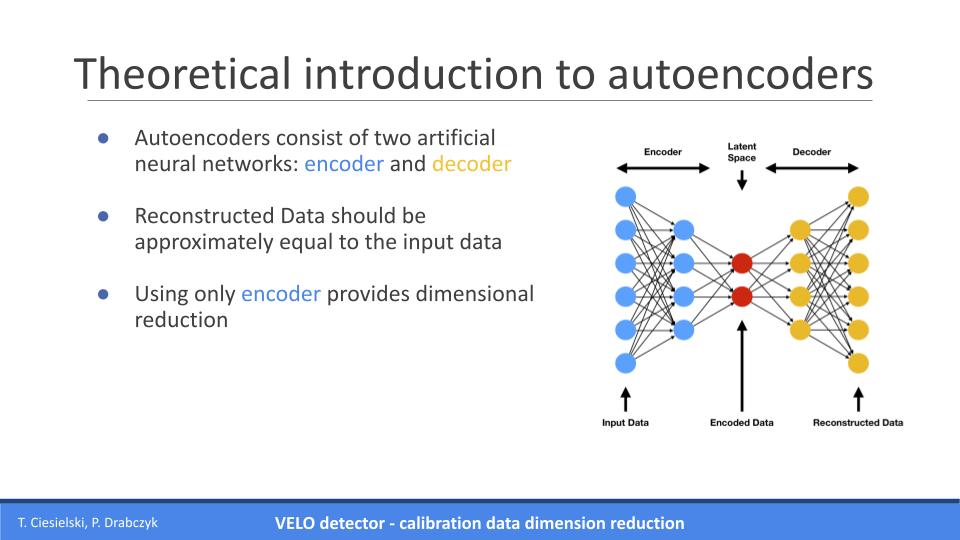 Theoretical introduction to autoencoders
● Autoencoders consist of two artificial
neural networks: encoder and decoder
● Reconstructed Data should be
approximately equal to the input data
● Using only encoder provides dimensional
reduction
Encoder
Latent
Space
Decoder
Input Data
Encoded Data
Reconstructed Data
T. Ciesielski, P. Drabczyk
VELO detector - calibration data dimension reduction